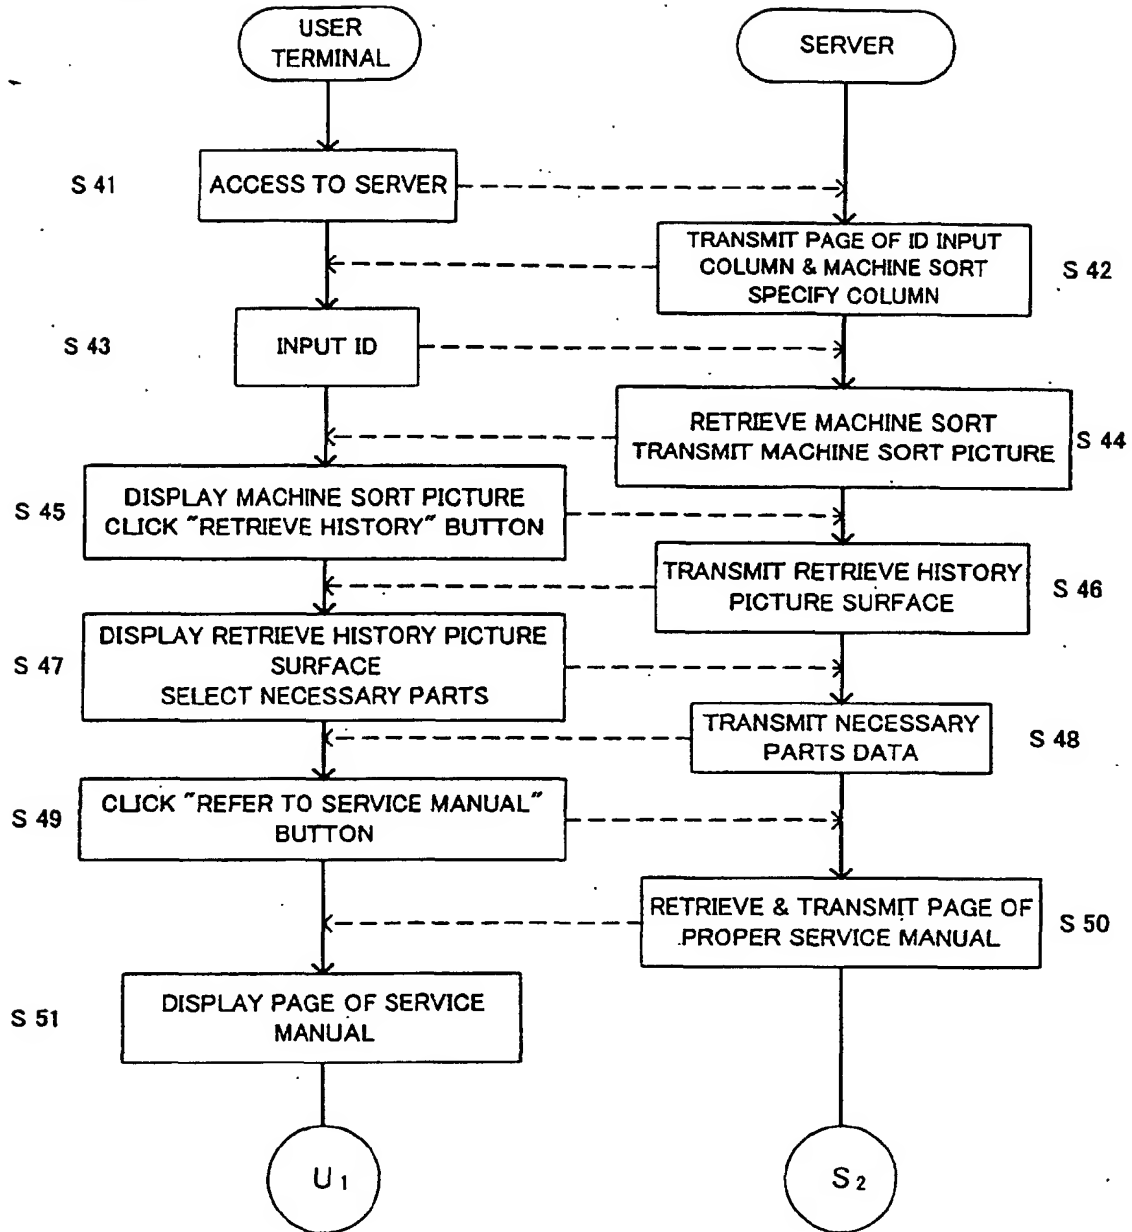 USER
TERMINAL
SERVER
S 41
ACCESS TO SERVER
TRANSMIT PAGE OF ID INPUT
COLUMN & MACHINE SORT
SPECIFY COLUMN
S 42
S 43
INPUT ID
RETRIEVE MACHINE SORT
TRANSMIT MACHINE SORT PICTURE
S 44
S 45
DISPLAY MACHINE SORT PICTURE
CLICK "RETRIEVE HISTORY" BUTTON
TRANSMIT RETRIEVE HISTORY
PICTURE SURFACE
S 46
S 47
DISPLAY RETRIEVE HISTORY PICTURE
SURFACE
SELECT NECESSARY PARTS
TRANSMIT NECESSARY
PARTS DATA
S 48
S 49
CLICK "REFER TO SERVICE MANUAL"
BUTTON
RETRIEVE & TRANSMIT PAGE OF
PROPER SERVICE MANUAL
S 50
S 51
DISPLAY PAGE OF SERVICE
MANUAL
U 1
S 2